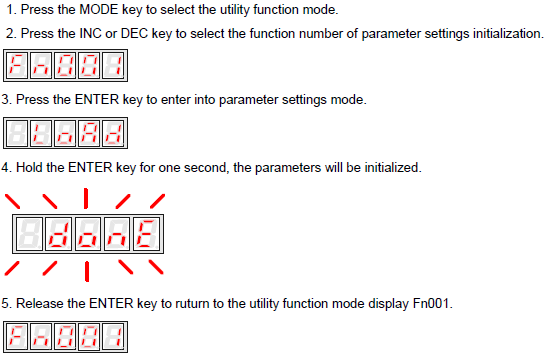 1. Press the MODE key to select the utility function mode.
2. Press the INC or DEC key to select the function number of parameter settings initialization.
Fn001
3. Press the ENTER key to enter into parameter settings mode.
LnAd
4. Hold the ENTER key for one second, the parameters will be initialized.
donE
5. Release the ENTER key to ruturn to the utility function mode display Fn001.
Fn001